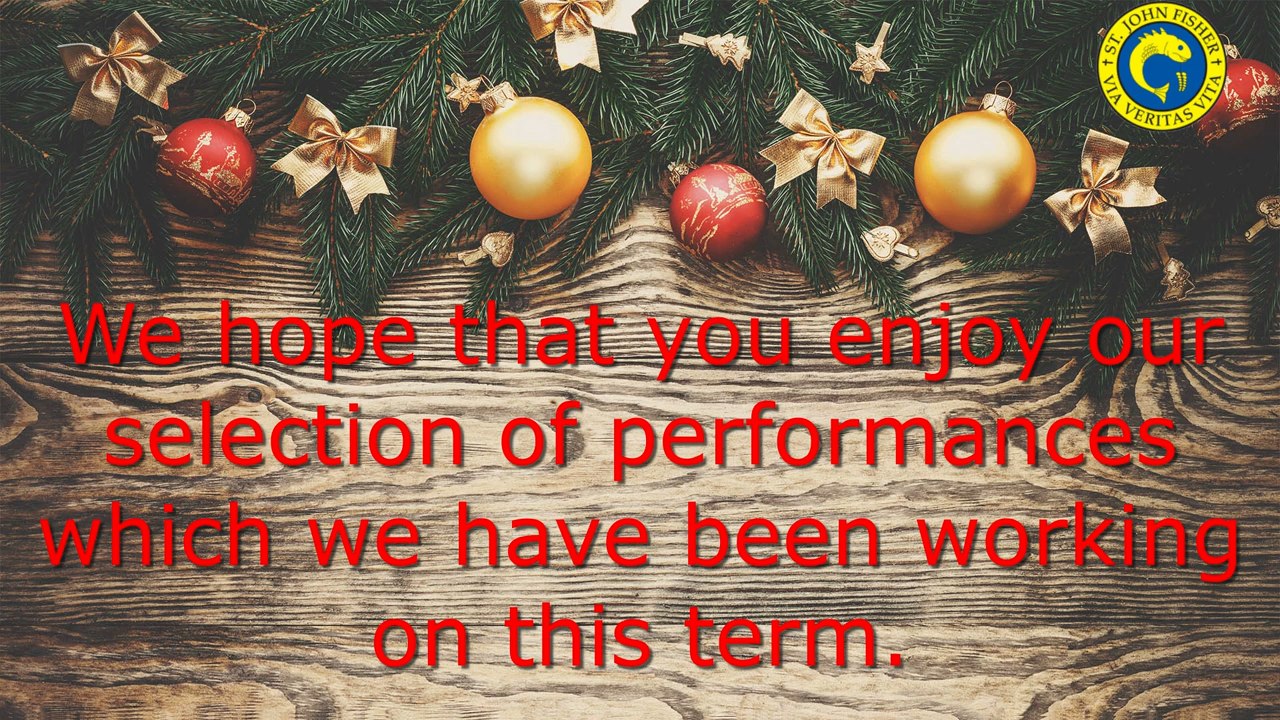 ST. JOHN FISHER
VIA VERITAS VITA
We hope that you enjoy our
selection of performances
which we have been working
on this term.